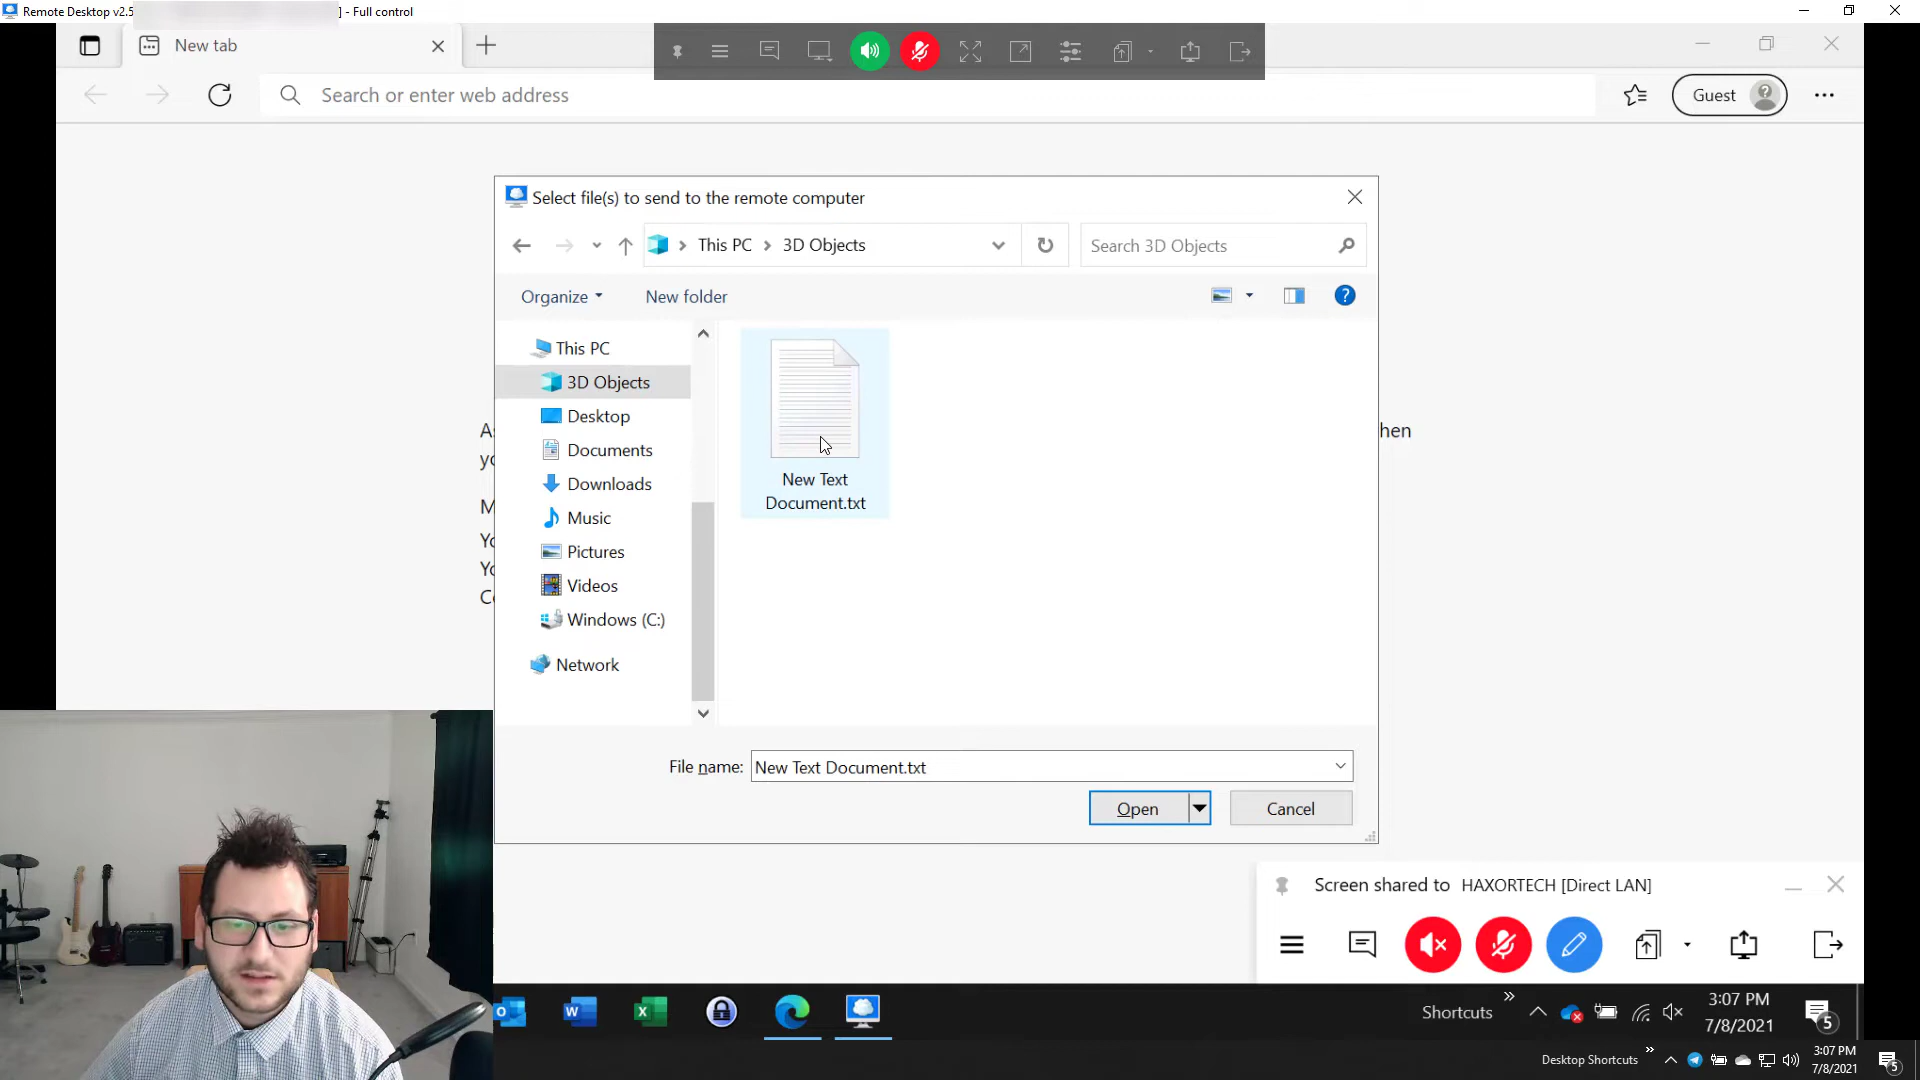 Remote Desktop v2.5
] - Full control
New tab
Search or enter web address
Guest
Select file(s) to send to the remote computer
This PC
3D Objects
Search 3D Objects
Organize
New folder
This PC
3D Objects
Desktop
Documents
Downloads
Music
Pictures
Videos
Windows (C:)
Network
New Text
Document.txt
hen
File name:
New Text Document.txt
Open
Cancel
Screen shared to HAXORTECH [Direct LAN]
Shortcuts
3:07 PM
7/8/2021
5
Desktop Shortcuts
3:07 PM
7/8/2021
5